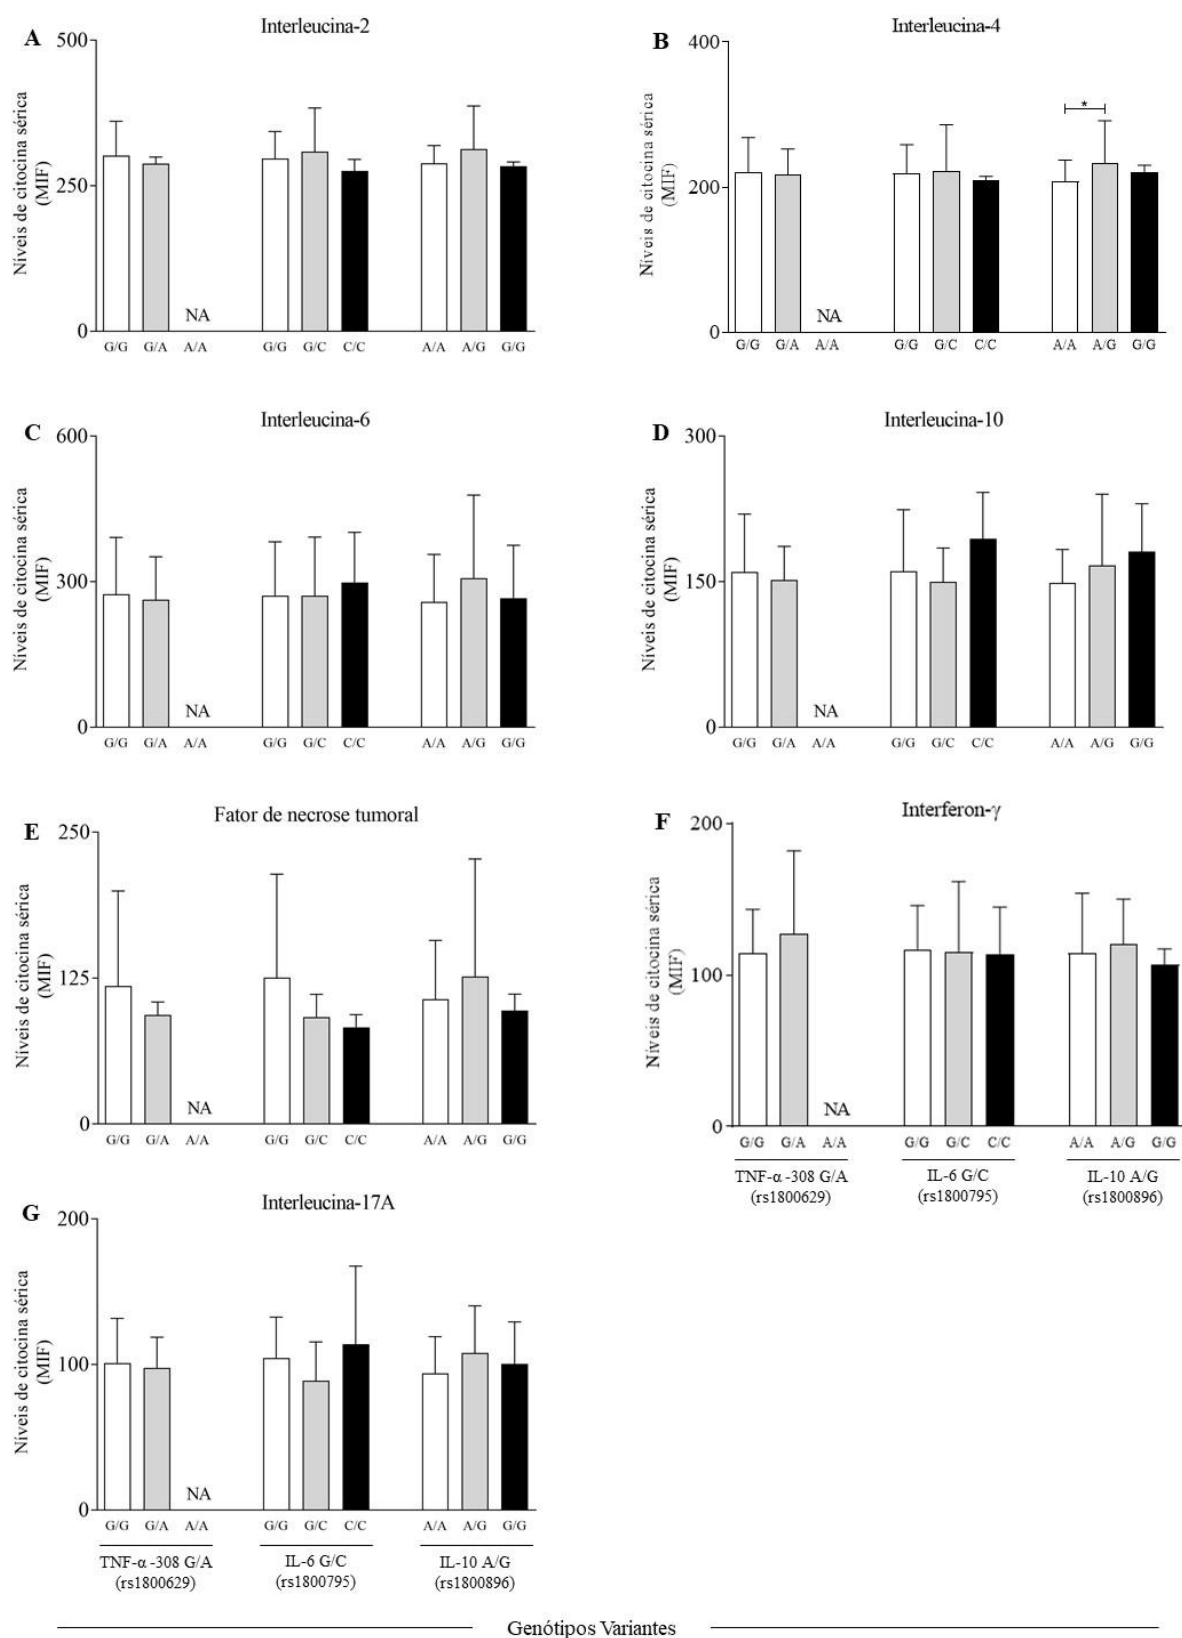 A
Interleucina-2
Níveis de citocina sérica
(MIF)
500
250
0
NA
G/G G/A A/A G/G G/C C/C A/A A/G G/G
B
Interleucina-4
Níveis de citocina sérica
(MIF)
400
200
0
*
NA
G/G G/A A/A G/G G/C C/C A/A A/G G/G
C
Interleucina-6
Níveis de citocina sérica
(MIF)
600
300
0
NA
G/G G/A A/A G/G G/C C/C A/A A/G G/G
D
Interleucina-10
Níveis de citocina sérica
(MIF)
300
150
0
NA
G/G G/A A/A G/G G/C C/C A/A A/G G/G
E
Fator de necrose tumoral
Níveis de citocina sérica
(MIF)
250
125
0
NA
G/G G/A A/A G/G G/C C/C A/A A/G G/G
F
Interferon-γ
Níveis de citocina sérica
(MIF)
200
100
0
NA
G/G G/A A/A G/G G/C C/C A/A A/G G/G
TNF-α -308 G/A IL-6 G/C IL-10 A/G
(rs1800629) (rs1800795) (rs1800896)
G
Interleucina-17A
Níveis de citocina sérica
(MIF)
200
100
0
NA
G/G G/A A/A G/G G/C C/C A/A A/G G/G
TNF-α -308 G/A IL-6 G/C IL-10 A/G
(rs1800629) (rs1800795) (rs1800896)
Genótipos Variantes